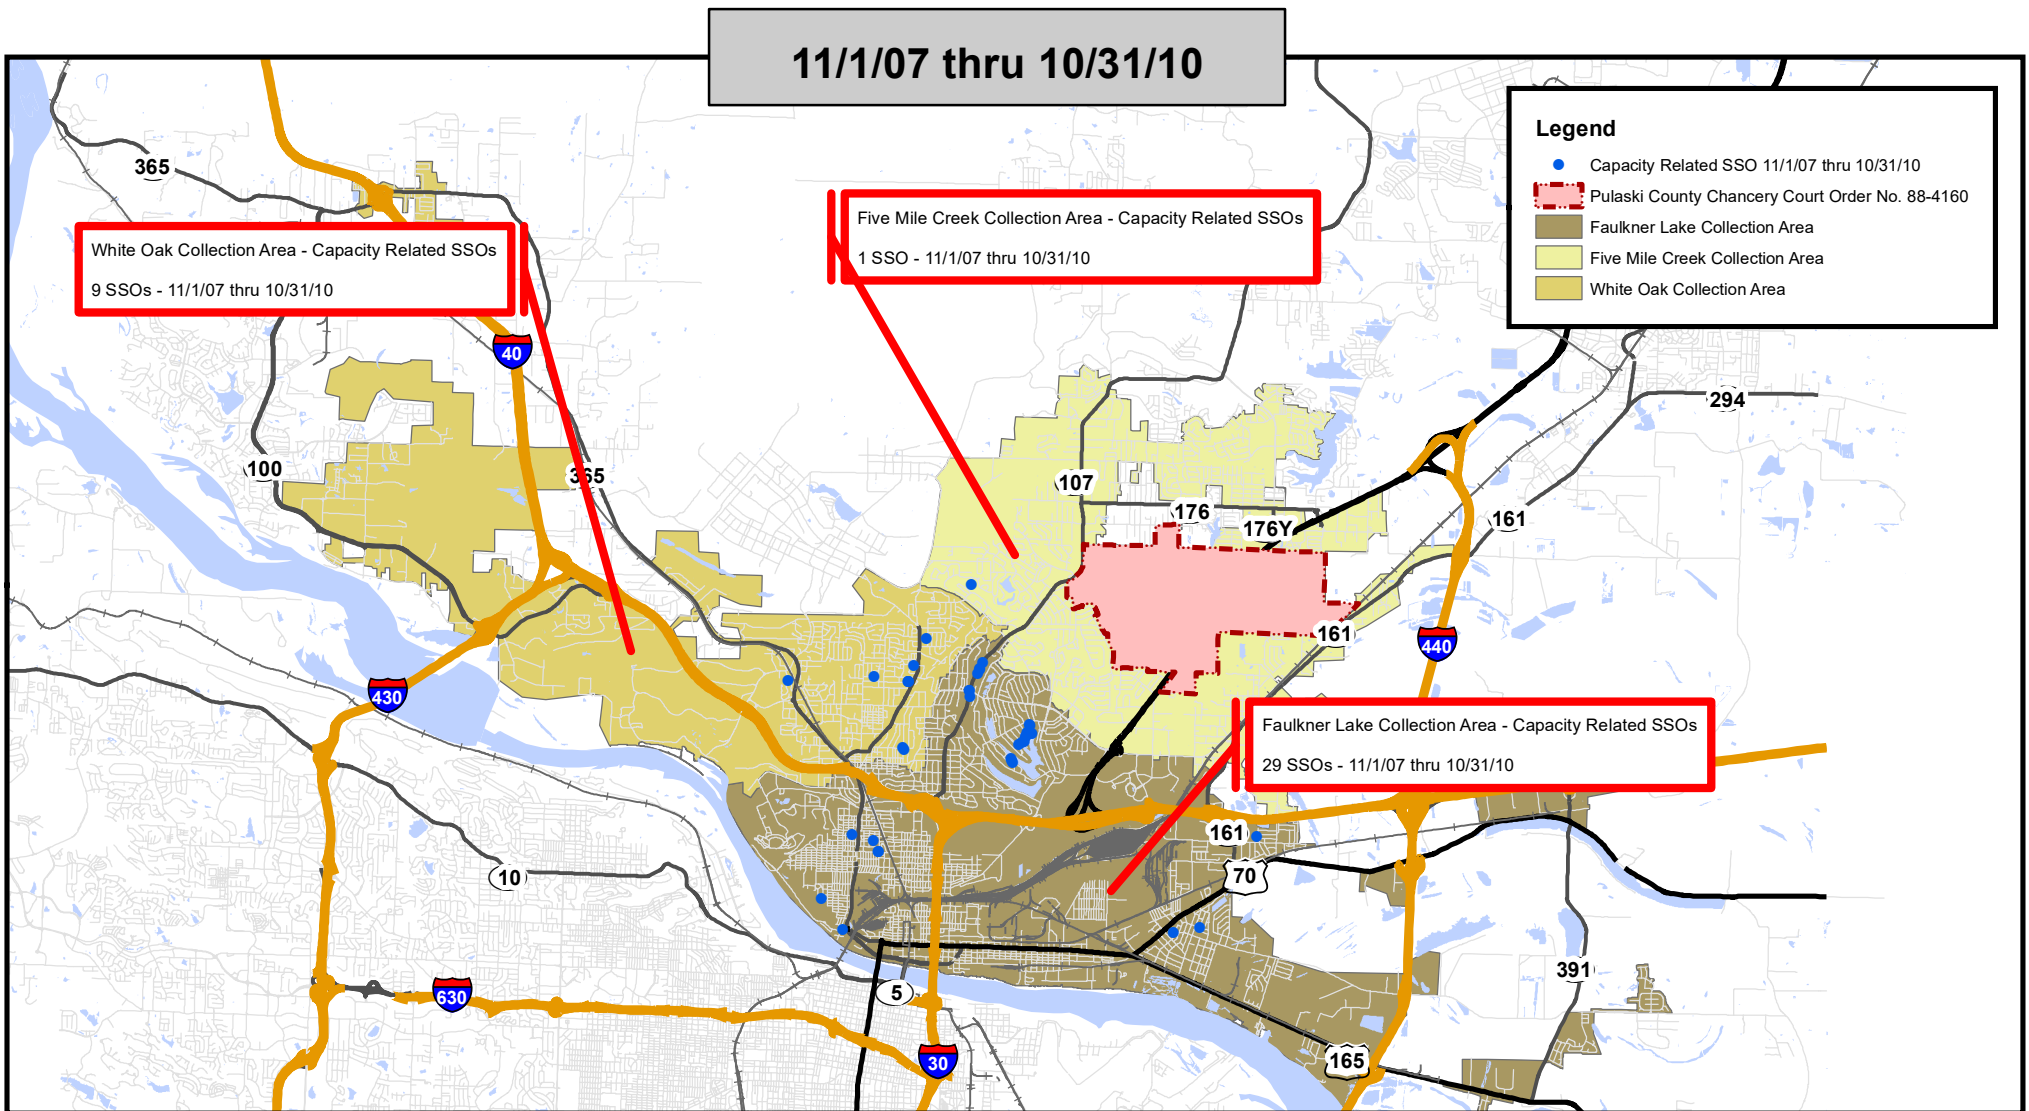 11/1/07 thru 10/31/10
Legend
Capacity Related SSO 11/1/07 thru 10/31/10
Pulaski County Chancery Court Order No. 88-4160
Faulkner Lake Collection Area
Five Mile Creek Collection Area
White Oak Collection Area
365
Five Mile Creek Collection Area - Capacity Related SSOs
1 SSO - 11/1/07 thru 10/31/10
White Oak Collection Area - Capacity Related SSOs
9 SSOs - 11/1/07 thru 10/31/10
40
294
100
365
107
176
176Y
161
161
440
430
Faulkner Lake Collection Area - Capacity Related SSOs
29 SSOs - 11/1/07 thru 10/31/10
161
10
70
391
5
630
30
165